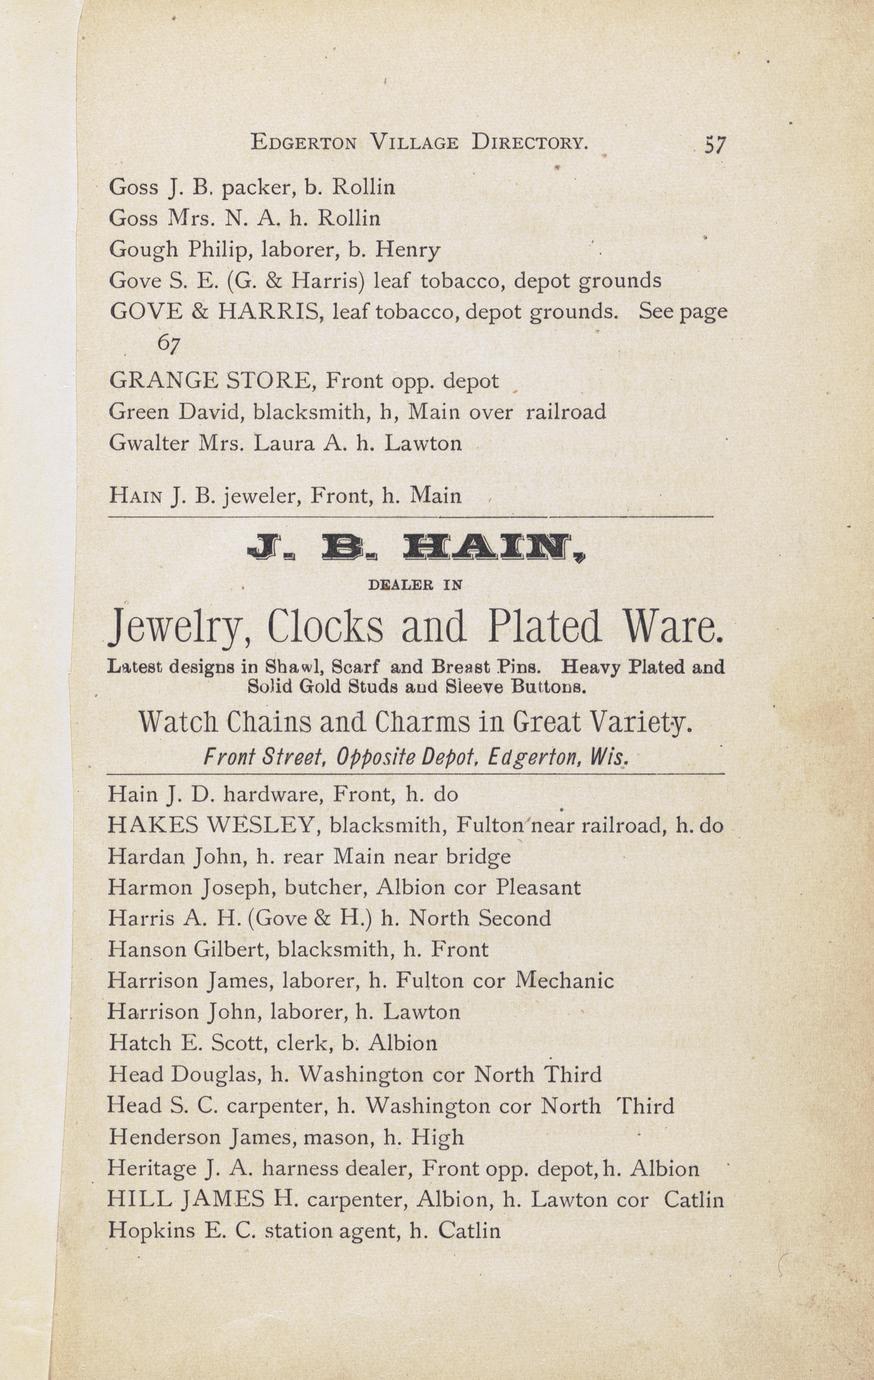 EDGERTON VILLAGE DIRECTORY. 57
Goss J. B. packer, b. Rollin
Goss Mrs. N. A. h. Rollin
Gough Philip, laborer, b. Henry
Gove S. E. (G. & Harris) leaf tobacco, depot grounds
GOVE & HARRIS, leaf tobacco, depot grounds. See page
67
GRANGE STORE, Front opp. depot
Green David, blacksmith, h, Main over railroad
Gwalter Mrs. Laura A. h. Lawton
HAIN J. B. jeweler, Front, h. Main
J. B. HAIN,
DEALER IN
Jewelry, Clocks and Plated Ware.
Latest designs in Shawl, Scarf and Breast Pins. Heavy Plated and
Solid Gold Studs and Sleeve Buttons.
Watch Chains and Charms in Great Variety.
Front Street, Opposite Depot, Edgerton, Wis.
Hain J. D. hardware, Front, h. do
HAKES WESLEY, blacksmith, Fulton near railroad, h. do
Hardan John, h. rear Main near bridge
Harmon Joseph, butcher, Albion cor Pleasant
Harris A. H. (Gove & H.) h. North Second
Hanson Gilbert, blacksmith, h. Front
Harrison James, laborer, h. Fulton cor Mechanic
Harrison John, laborer, h. Lawton
Hatch E. Scott, clerk, b. Albion
Head Douglas, h. Washington cor North Third
Head S. C. carpenter, h. Washington cor North Third
Henderson James, mason, h. High
Heritage J. A. harness dealer, Front opp. depot, h. Albion
HILL JAMES H. carpenter, Albion, h. Lawton cor Catlin
Hopkins E. C. station agent, h. Catlin